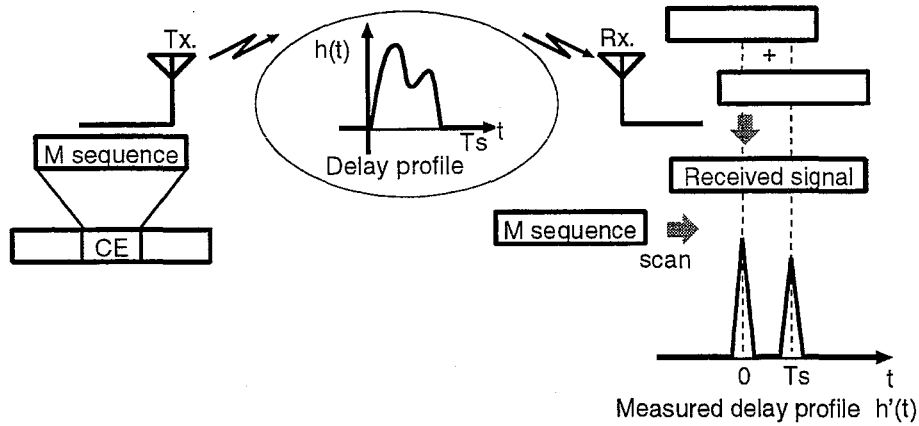 Tx.
h(t)
Ts t
Delay profile
Rx.
+
M sequence
CE
Received signal
M sequence
scan
0 Ts t
Measured delay profile h'(t)